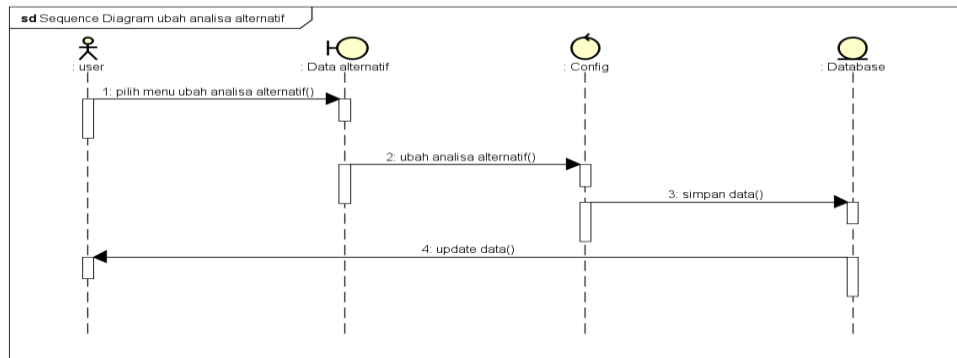 sd Sequence Diagram ubah analisa alternatif
: user
: Data alternatif
: Config
: Database
1: pilih menu ubah analisa alternatif()
2: ubah analisa alternatif()
3: simpan data()
4: update data()